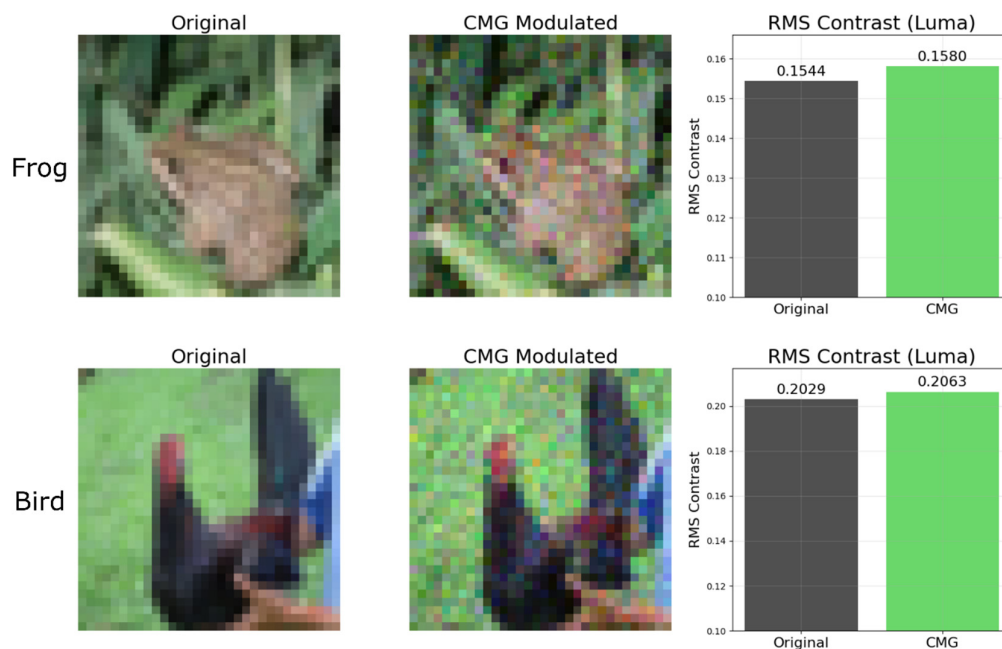 Original
CMG Modulated
RMS Contrast (Luma)
Frog
RMS Contrast
0.16
0.15
0.14
0.13
0.12
0.11
0.10
0.1544
0.1580
Original
CMG
Original
CMG Modulated
RMS Contrast (Luma)
Bird
RMS Contrast
0.20
0.18
0.16
0.14
0.12
0.10
0.2029
0.2063
Original
CMG